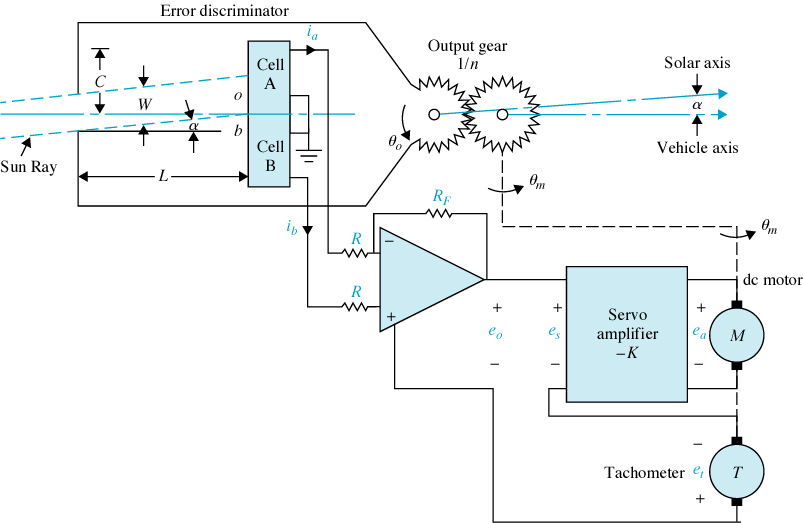 Error discriminator
i_a
Cell
A
Output gear
1/n
Solar axis
C
W
o
α
b
α
θ_o
Vehicle axis
Cell
B
Sun Ray
L
θ_m
R_F
i_b
R
−
θ_m
R
+
dc motor
+
e_o
−
+
e_s
−
Servo
amplifier
−K
+
e_a
−
M
−
Tachometer e_t
+
T